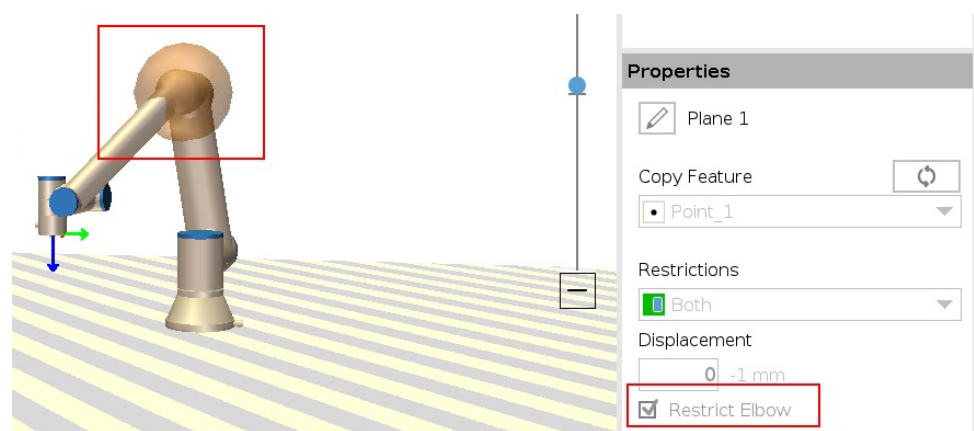 Properties
Plane 1
Copy Feature
Point_1
Restrictions
Both
Displacement
0 -1 mm
Restrict Elbow